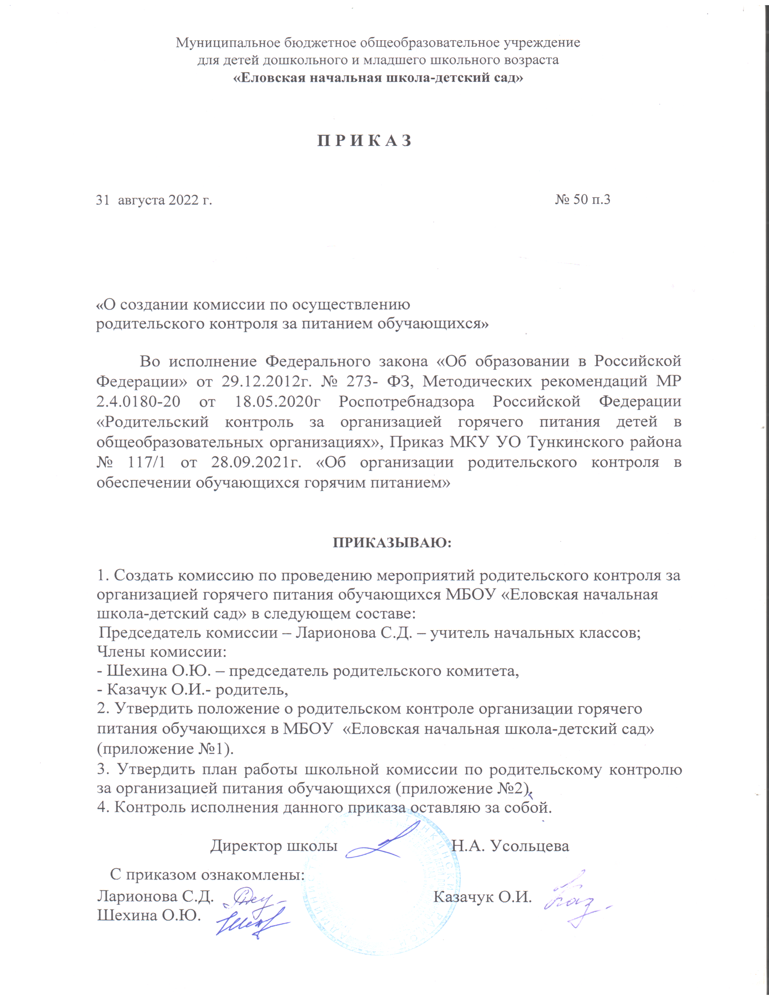 Муниципальное бюджетное общеобразовательное учреждение
для детей дошкольного и младшего школьного возраста
«Еловская начальная школа-детский сад»
П Р И К А З
31 августа 2022 г. № 50 п.3
«О создании комиссии по осуществлению
родительского контроля за питанием обучающихся»
Во исполнение Федерального закона «Об образовании в Российской
Федерации» от 29.12.2012г. № 273- ФЗ, Методических рекомендаций МР
2.4.0180-20 от 18.05.2020г Роспотребнадзора Российской Федерации
«Родительский контроль за организацией горячего питания детей в
общеобразовательных организациях», Приказ МКУ УО Тункинского района
№ 117/1 от 28.09.2021г. «Об организации родительского контроля в
обеспечении обучающихся горячим питанием»
ПРИКАЗЫВАЮ:
1. Создать комиссию по проведению мероприятий родительского контроля за
организацией горячего питания обучающихся МБОУ «Еловская начальная
школа-детский сад» в следующем составе:
Председатель комиссии – Ларионова С.Д. – учитель начальных классов;
Члены комиссии:
- Шехина О.Ю. – председатель родительского комитета,
- Казачук О.И.- родитель,
2. Утвердить положение о родительском контроле организации горячего
питания обучающихся в МБОУ «Еловская начальная школа-детский сад»
(приложение №1).
3. Утвердить план работы школьной комиссии по родительскому контролю
за организацией питания обучающихся (приложение №2).
4. Контроль исполнения данного приказа оставляю за собой.
Директор школы Н.А. Усольцева
С приказом ознакомлены:
Ларионова С.Д. Казачук О.И.
Шехина О.Ю.